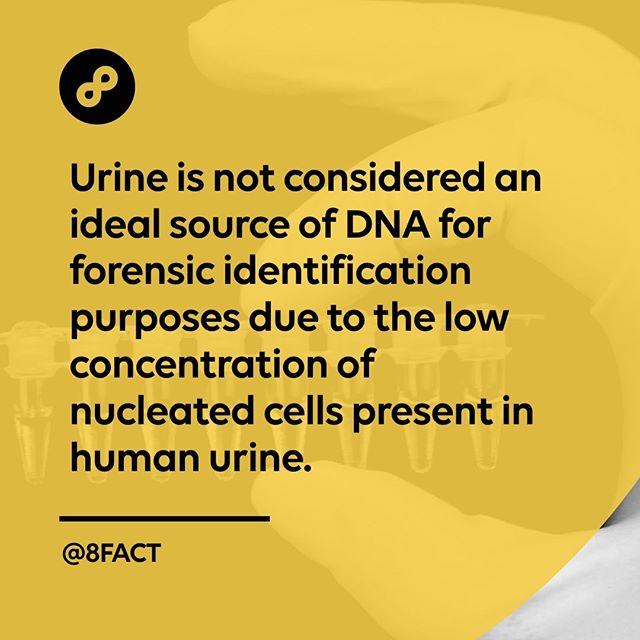 Urine is not considered an
ideal source of DNA for
forensic identification
purposes due to the low
concentration of
nucleated cells present in
human urine.
@8FACT